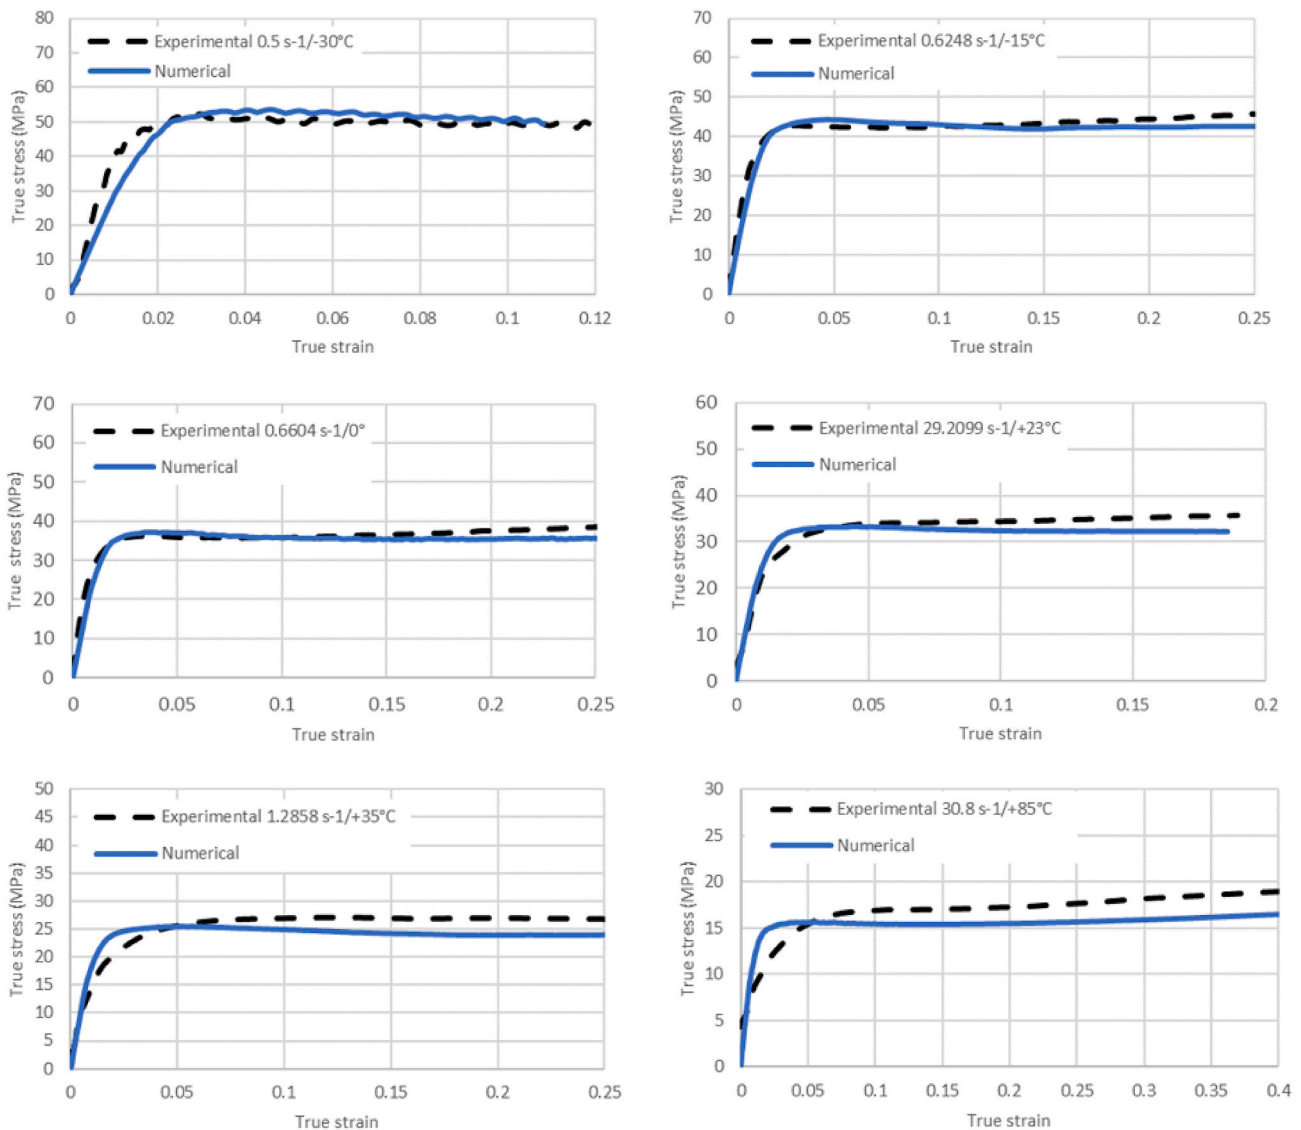 80
70
60
50
40
30
20
10
0
True stress (MPa)
Experimental 0.5 s-1/-30°C
Numerical
0 0.02 0.04 0.06 0.08 0.1 0.12
True strain
70
60
50
40
30
20
10
0
True stress (MPa)
Experimental 0.6248 s-1/-15°C
Numerical
0 0.05 0.1 0.15 0.2 0.25
True strain
70
60
50
40
30
20
10
0
True stress (MPa)
Experimental 0.6604 s-1/0°
Numerical
0 0.05 0.1 0.15 0.2 0.25
True strain
60
50
40
30
20
10
0
True stress (MPa)
Experimental 29.2099 s-1/+23°C
Numerical
0 0.05 0.1 0.15 0.2
True strain
50
45
40
35
30
25
20
15
10
5
0
True stress (MPa)
Experimental 1.2858 s-1/+35°C
Numerical
0 0.05 0.1 0.15 0.2 0.25
True strain
30
25
20
15
10
5
0
True stress (MPa)
Experimental 30.8 s-1/+85°C
Numerical
0 0.05 0.1 0.15 0.2 0.25 0.3 0.35 0.4
True strain